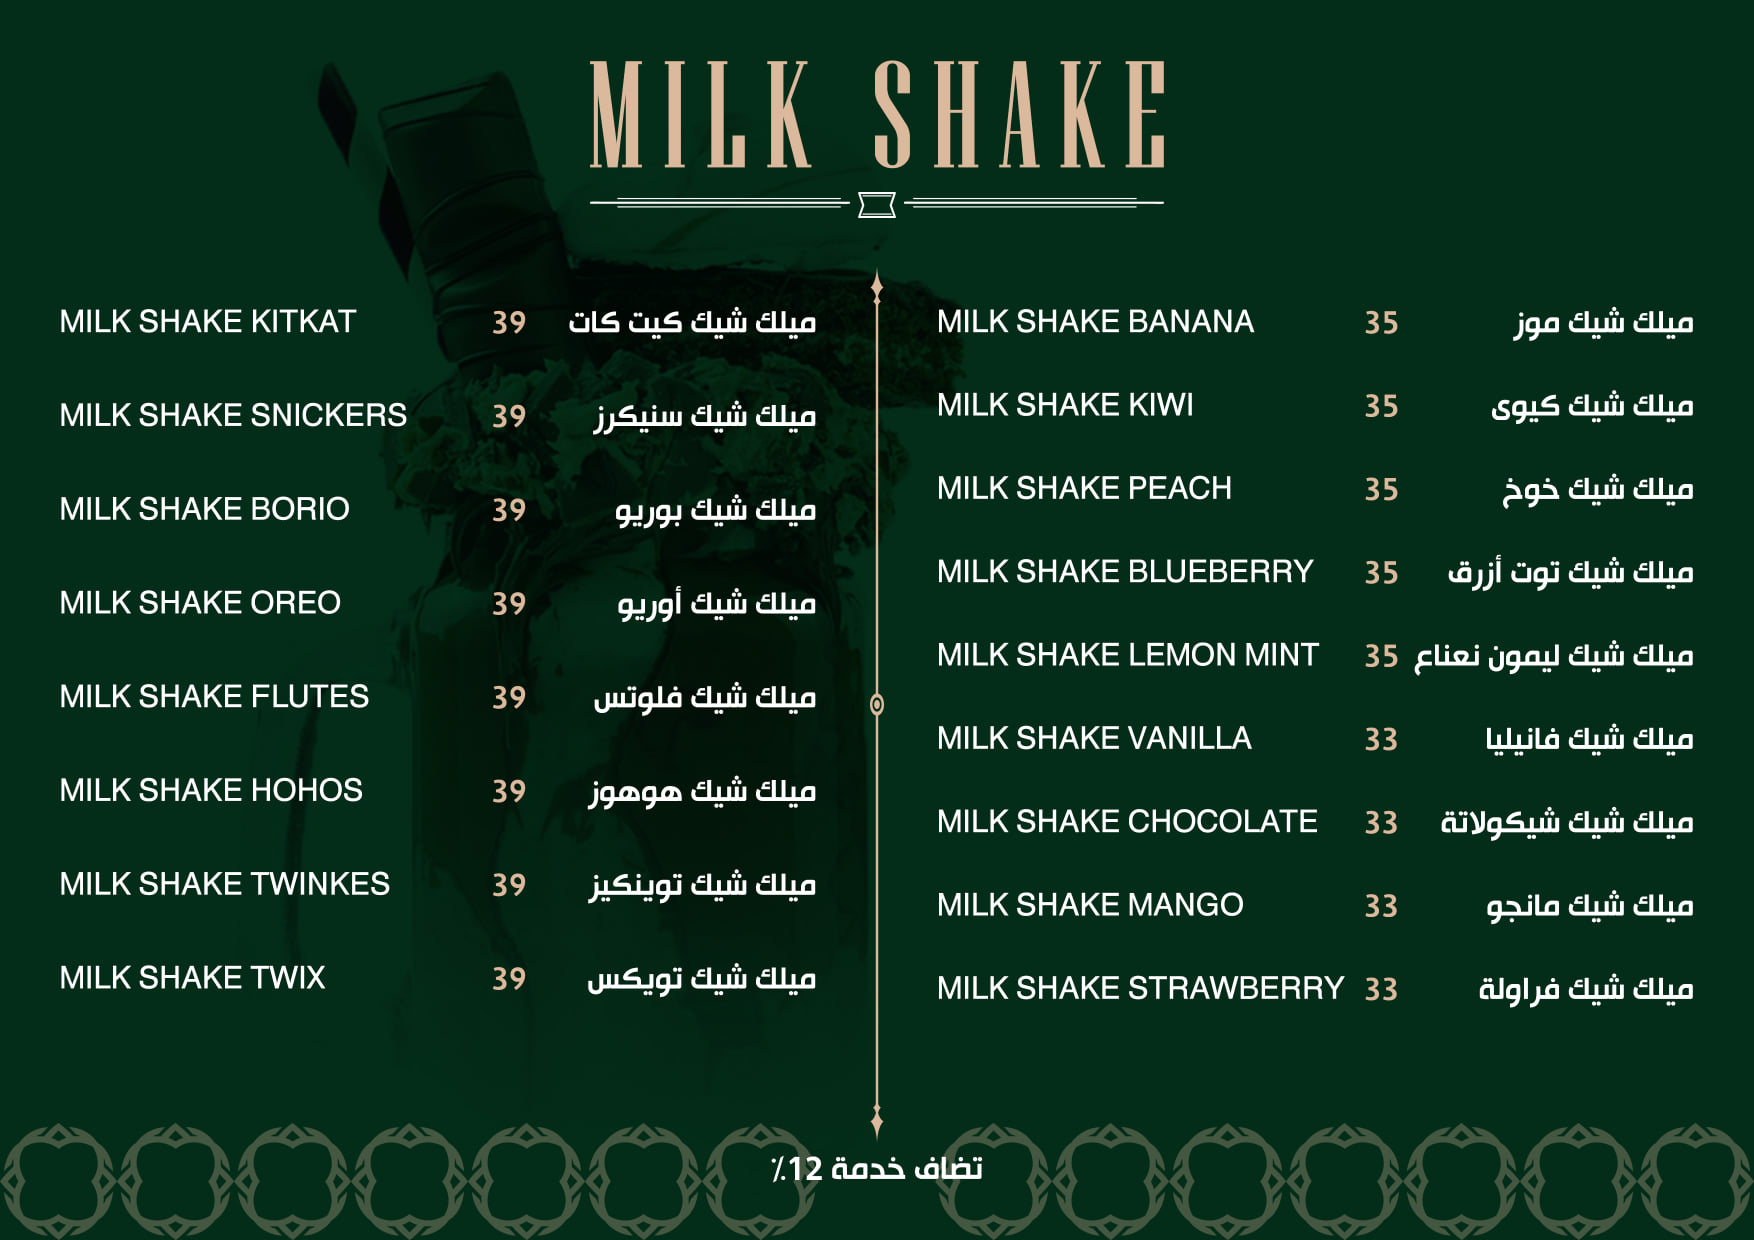 MILK SHAKE
MILK SHAKE KITKAT 39 ميلك شيك كيت كات
MILK SHAKE SNICKERS 39 ميلك شيك سنيكرز
MILK SHAKE BORIO 39 ميلك شيك بوريو
MILK SHAKE OREO 39 ميلك شيك أوريو
MILK SHAKE FLUTES 39 ميلك شيك فلوتس
MILK SHAKE HOHOS 39 ميلك شيك هوهوز
MILK SHAKE TWINKES 39 ميلك شيك توينكيز
MILK SHAKE TWIX 39 ميلك شيك تويكس
MILK SHAKE BANANA 35 ميلك شيك موز
MILK SHAKE KIWI 35 ميلك شيك كيوى
MILK SHAKE PEACH 35 ميلك شيك خوخ
MILK SHAKE BLUEBERRY 35 ميلك شيك توت أزرق
MILK SHAKE LEMON MINT 35 ميلك شيك ليمون نعناع
MILK SHAKE VANILLA 33 ميلك شيك فانيليا
MILK SHAKE CHOCOLATE 33 ميلك شيك شيكولاتة
MILK SHAKE MANGO 33 ميلك شيك مانجو
MILK SHAKE STRAWBERRY 33 ميلك شيك فراولة
تضاف خدمة 12٪